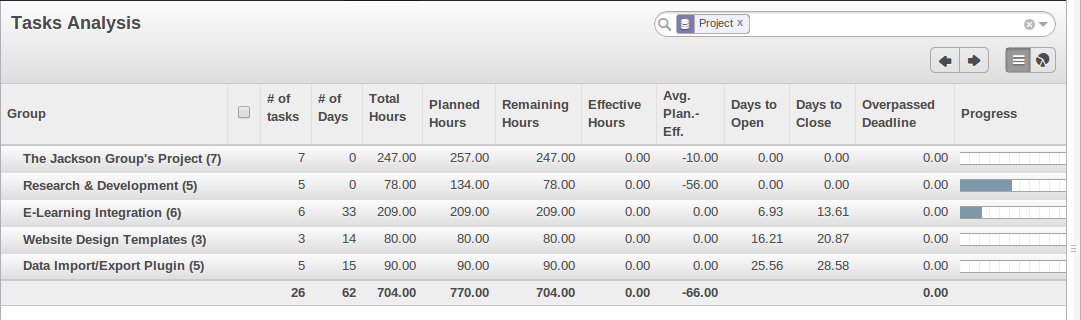 Tasks Analysis
Project x
Group # of tasks # of Days Total Hours Planned Hours Remaining Hours Effective Hours Avg. Plan.-Eff. Days to Open Days to Close Overpassed Deadline Progress
The Jackson Group's Project (7) 7 0 247.00 257.00 247.00 0.00 -10.00 0.00 0.00 0.00
Research & Development (5) 5 0 78.00 134.00 78.00 0.00 -56.00 0.00 0.00 0.00
E-Learning Integration (6) 6 33 209.00 209.00 209.00 0.00 0.00 6.93 13.61 0.00
Website Design Templates (3) 3 14 80.00 80.00 80.00 0.00 0.00 16.21 20.87 0.00
Data Import/Export Plugin (5) 5 15 90.00 90.00 90.00 0.00 0.00 25.56 28.58 0.00
26 62 704.00 770.00 704.00 0.00 -66.00 0.00